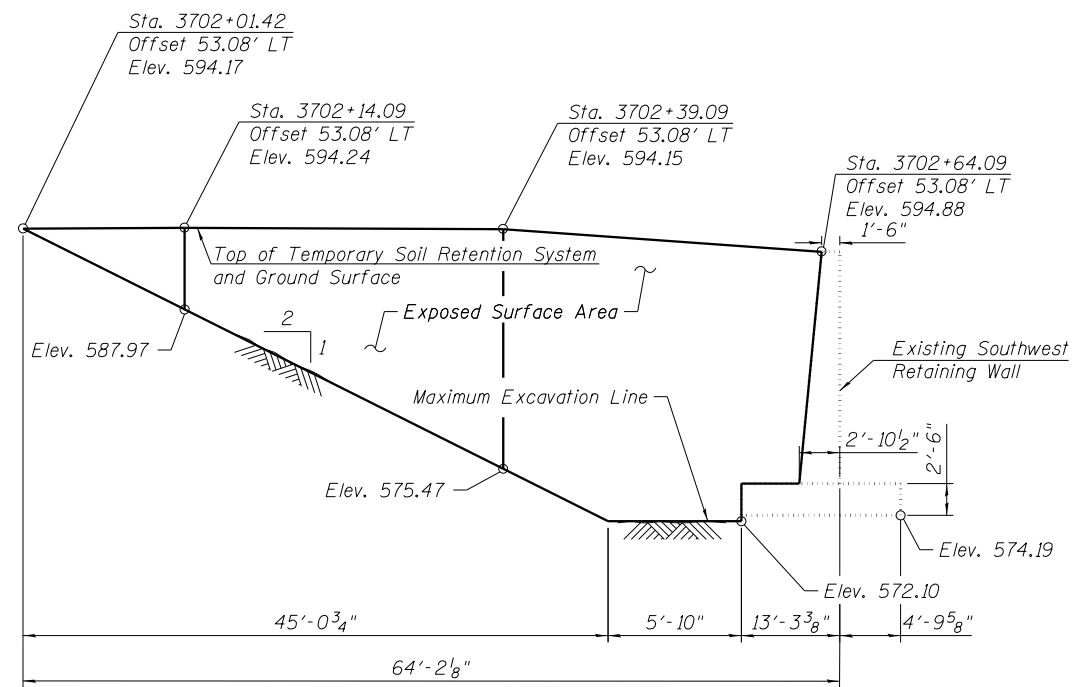 Sta. 3702+01.42
Offset 53.08' LT
Elev. 594.17
Sta. 3702+14.09
Offset 53.08' LT
Elev. 594.24
Sta. 3702+39.09
Offset 53.08' LT
Elev. 594.15
Sta. 3702+64.09
Offset 53.08' LT
Elev. 594.88
1'-6"
Top of Temporary Soil Retention System
and Ground Surface
Exposed Surface Area
2
1
Elev. 587.97
Existing Southwest
Retaining Wall
Maximum Excavation Line
2'-10½"
2'-6"
Elev. 575.47
Elev. 574.19
Elev. 572.10
45'-0¾"
5'-10"
13'-3⅜"
4'-9⅝"
64'-2⅛"